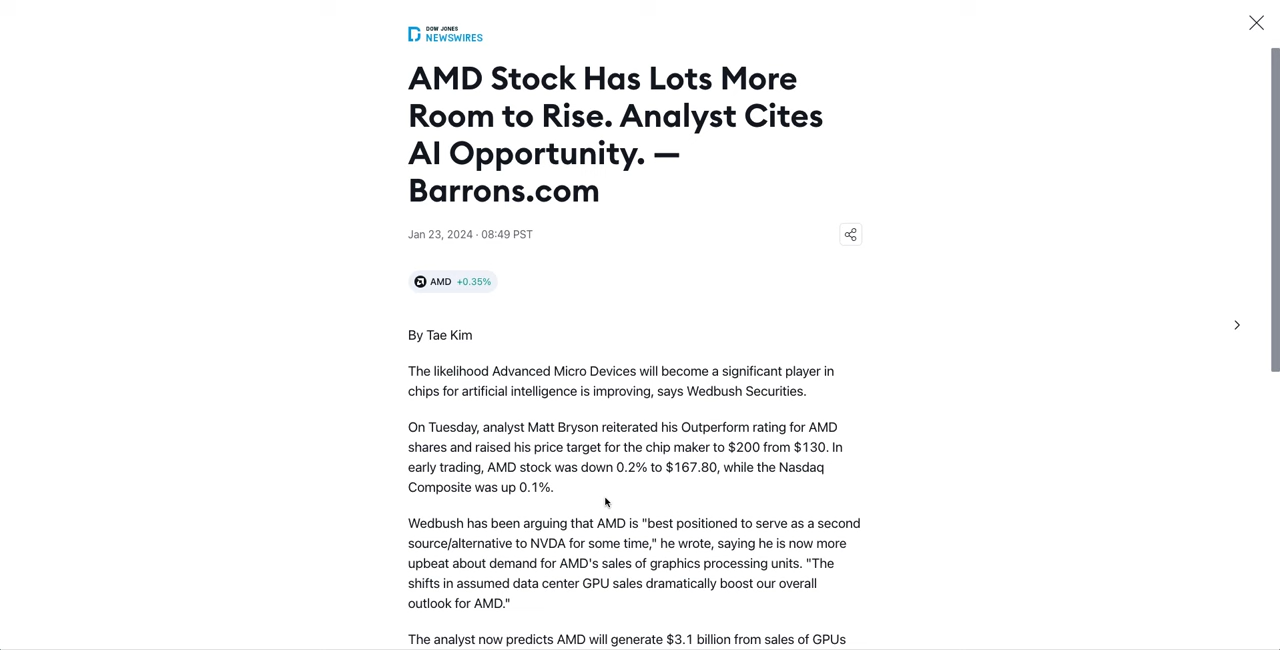 DOW JONES
NEWSWIRES
AMD Stock Has Lots More
Room to Rise. Analyst Cites
AI Opportunity. —
Barrons.com
Jan 23, 2024 · 08:49 PST
AMD +0.35%
By Tae Kim
The likelihood Advanced Micro Devices will become a significant player in
chips for artificial intelligence is improving, says Wedbush Securities.
On Tuesday, analyst Matt Bryson reiterated his Outperform rating for AMD
shares and raised his price target for the chip maker to $200 from $130. In
early trading, AMD stock was down 0.2% to $167.80, while the Nasdaq
Composite was up 0.1%.
Wedbush has been arguing that AMD is "best positioned to serve as a second
source/alternative to NVDA for some time," he wrote, saying he is now more
upbeat about demand for AMD's sales of graphics processing units. "The
shifts in assumed data center GPU sales dramatically boost our overall
outlook for AMD."
The analyst now predicts AMD will generate $3.1 billion from sales of GPUs